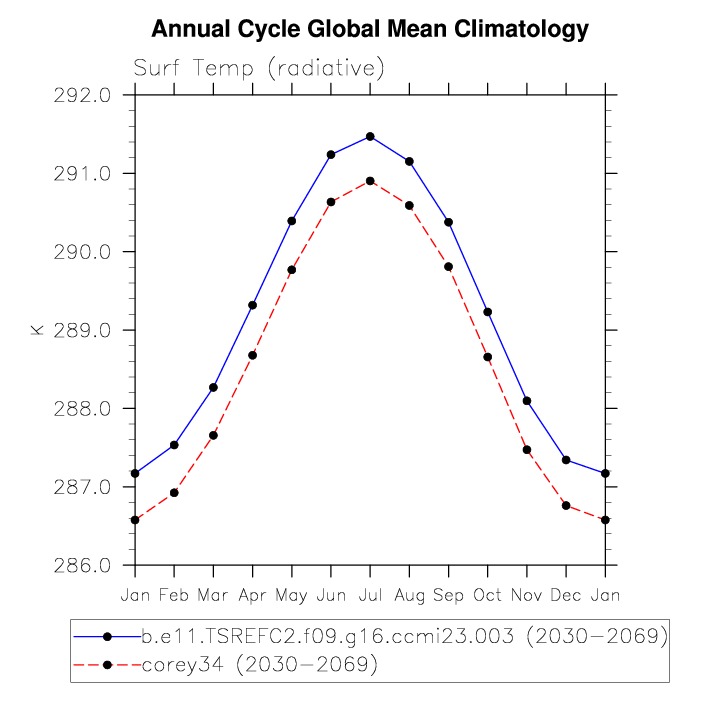 Annual Cycle Global Mean Climatology
Surf Temp (radiative)
292.0
291.0
290.0
K
289.0
288.0
287.0
286.0
Jan Feb Mar Apr May Jun Jul Aug Sep Oct Nov Dec Jan
b.e11.TSREFC2.f09.g16.ccmi23.003 (2030−2069)
corey34 (2030−2069)